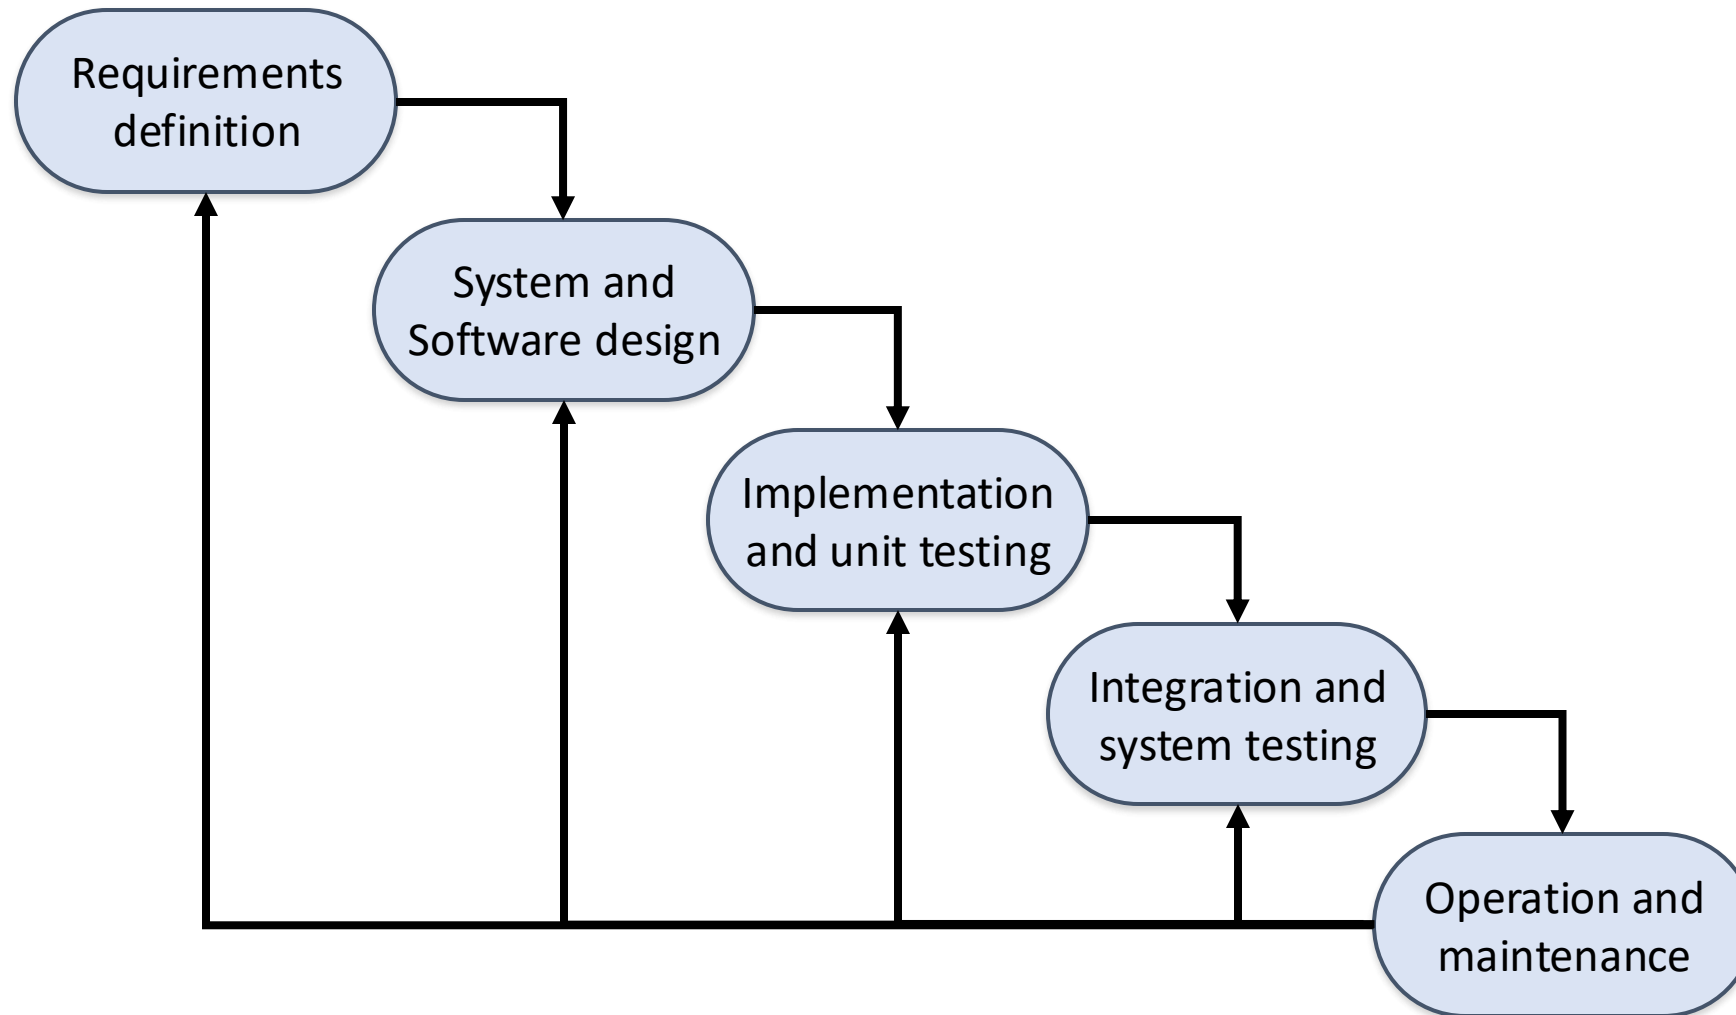 Requirements
definition
System and
Software design
Implementation
and unit testing
Integration and
system testing
Operation and
maintenance